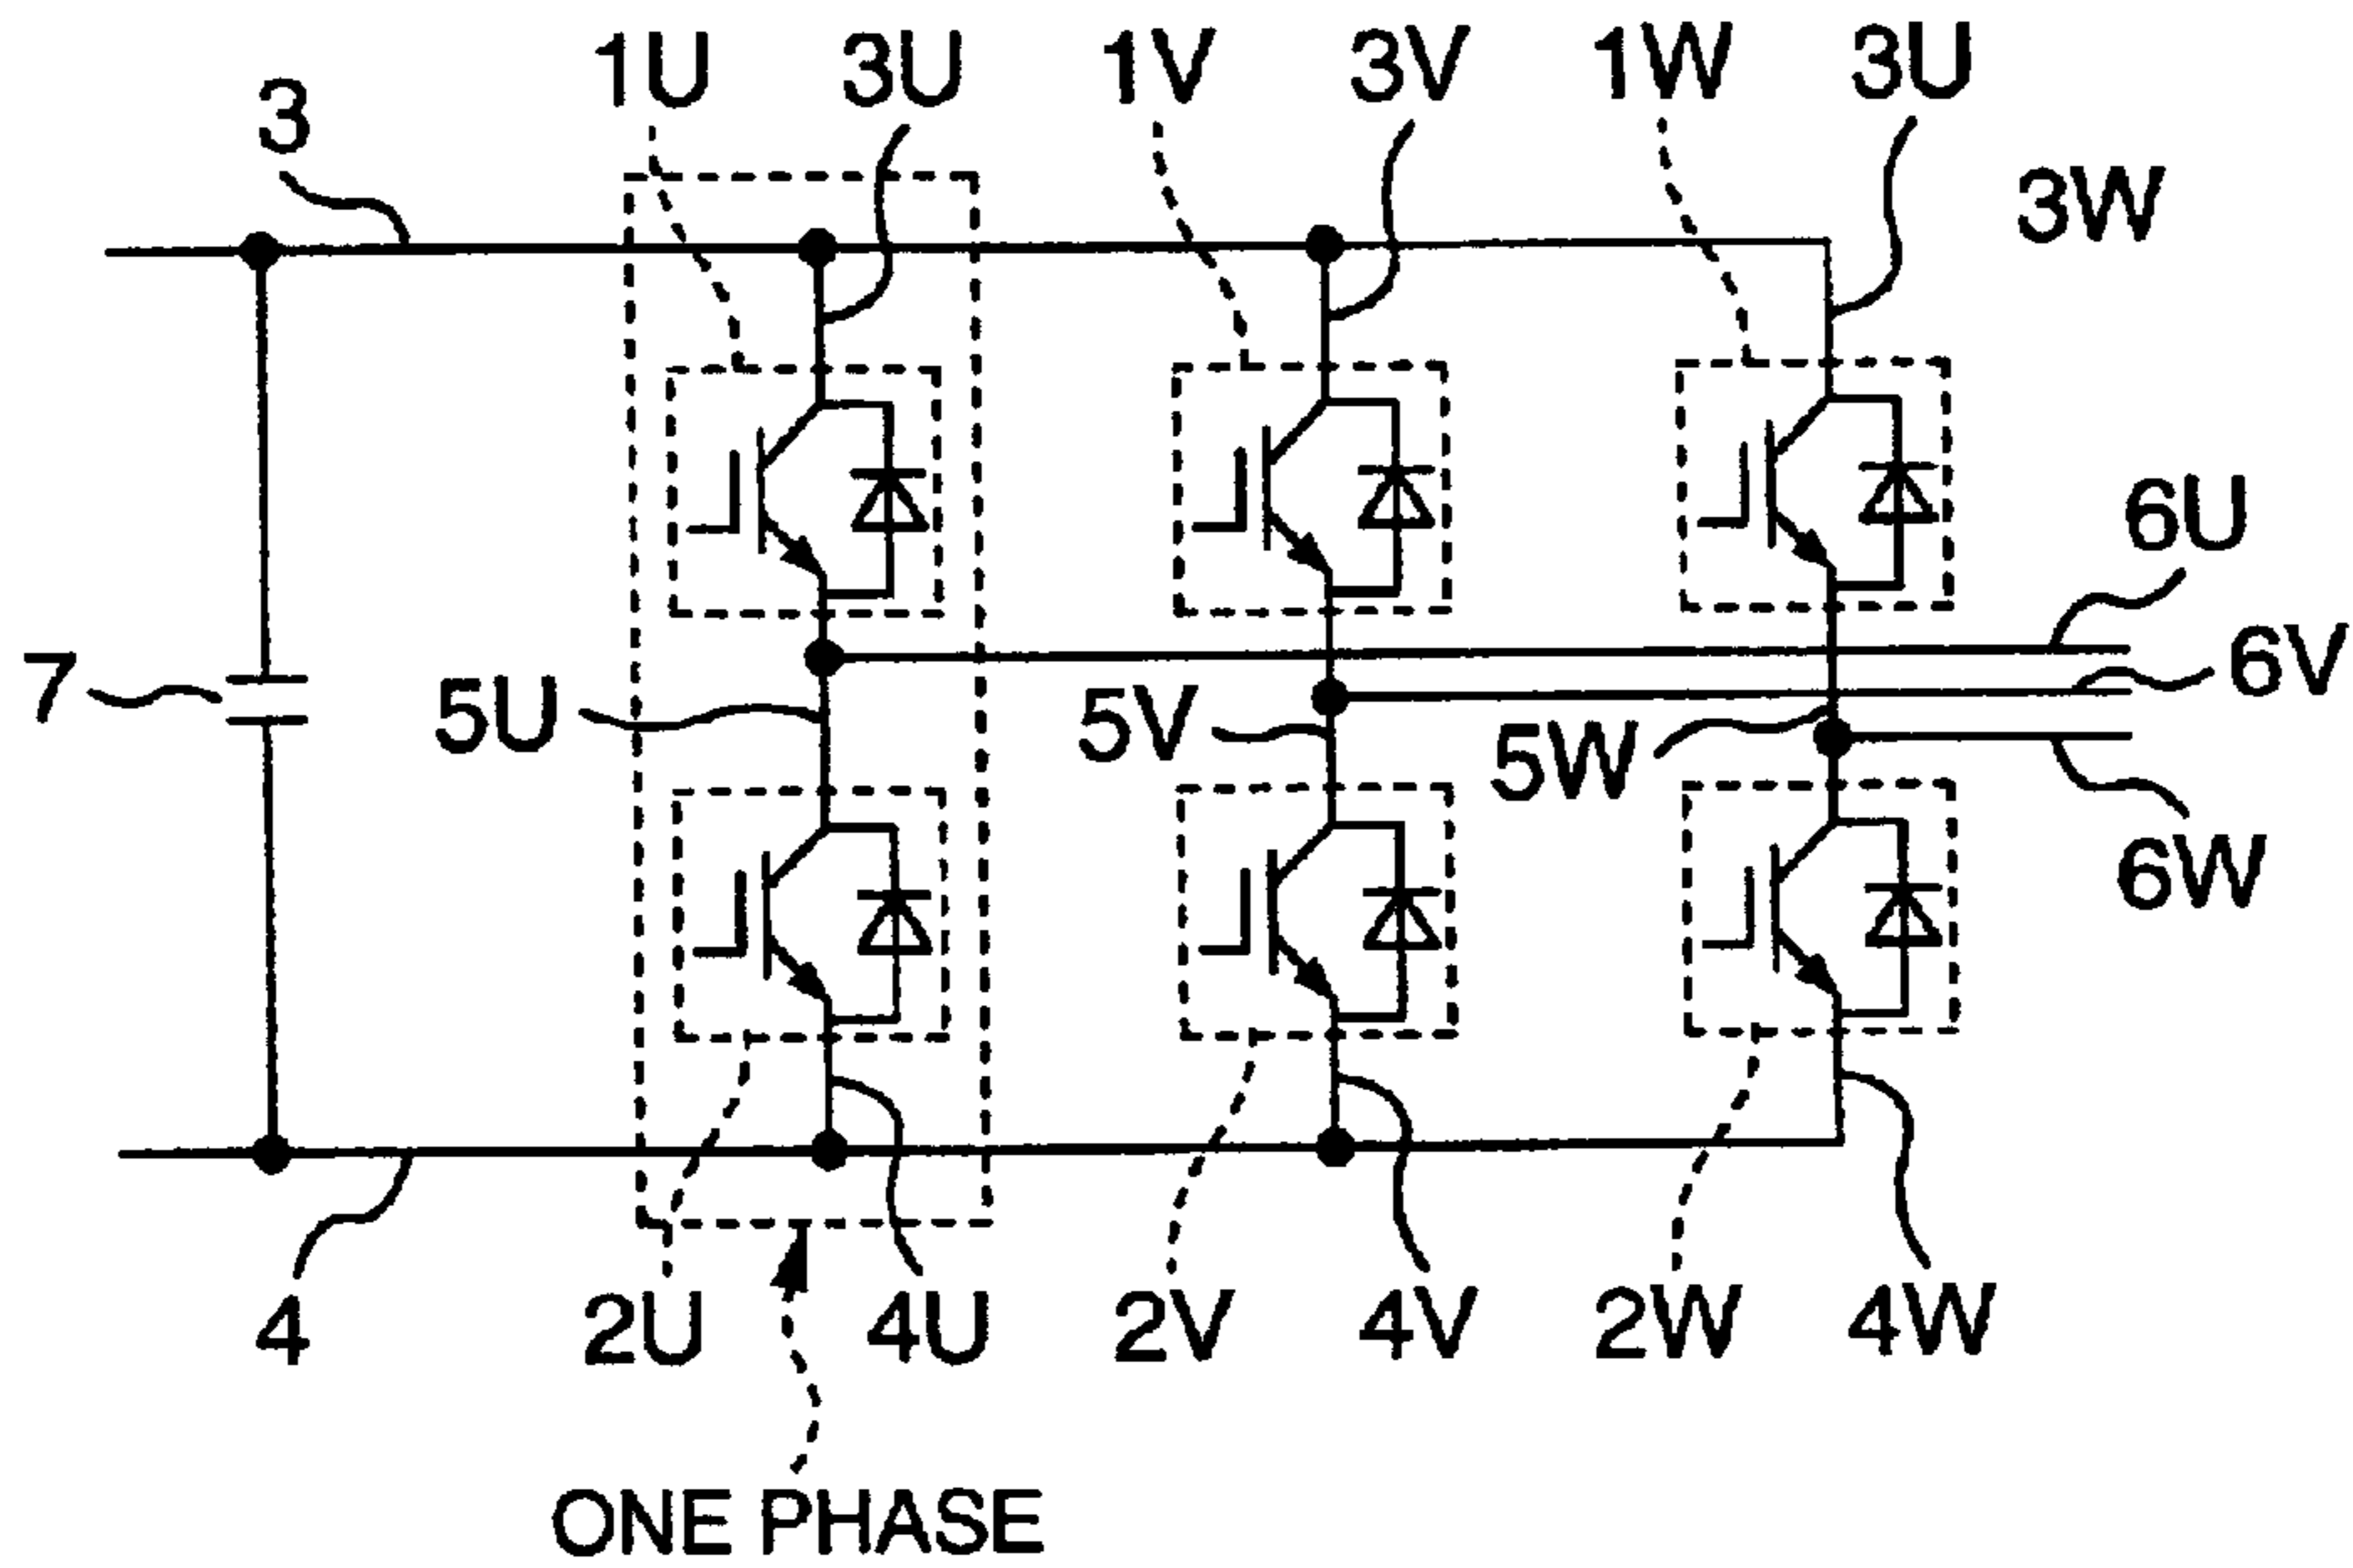 1U 3U 1V 3V 1W 3U
3
3W
6U
7 5U 5V 5W 6V
6W
4 2U 4U 2V 4V 2W 4W
ONE PHASE